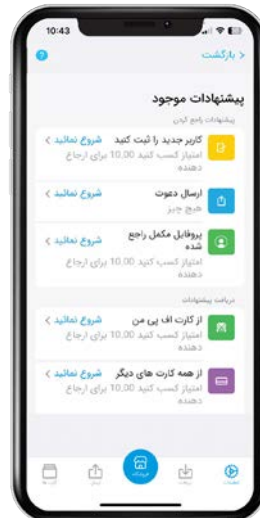 10:43
بازگشت
پیشنهادات موجود
پیشنهادات راجع کردن
کاربر جدید را ثبت کنید
شروع نمائید
امتیاز کسب کنید 10.00 برای ارجاع
دهنده
ارسال دعوت
شروع نمائید
هیچ چیز
پروفایل مکمل راجع
شده
شروع نمائید
امتیاز کسب کنید 10.00 برای ارجاع
دهنده
دریافت پیشنهادات
از کارت اف پی من
شروع نمائید
امتیاز کسب کنید 10.00 برای ارجاع
دهنده
از همه کارت های دیگر
شروع نمائید
امتیاز کسب کنید 10.00 برای ارجاع
دهنده
فروشگاه